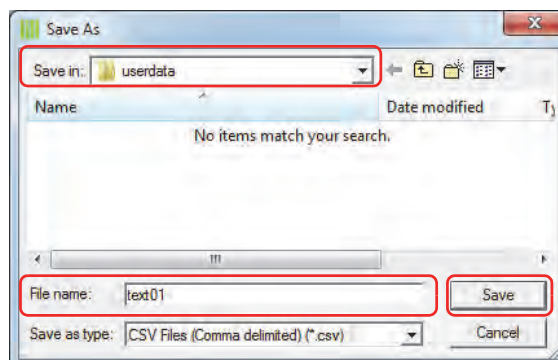 Save As
Save in: userdata
Name Date modified Ty
No items match your search.
File name: text01 Save
Save as type: CSV Files (Comma delimited) (*.csv) Cancel